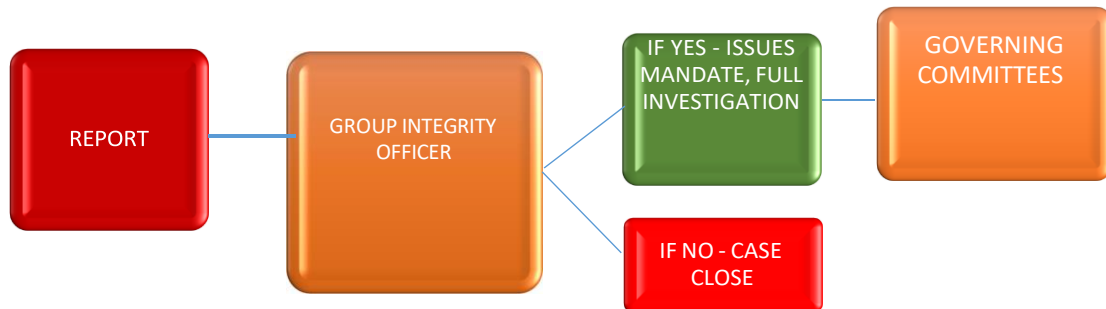 REPORT
GROUP INTEGRITY
OFFICER
IF YES - ISSUES
MANDATE, FULL
INVESTIGATION
GOVERNING
COMMITTEES
IF NO - CASE
CLOSE